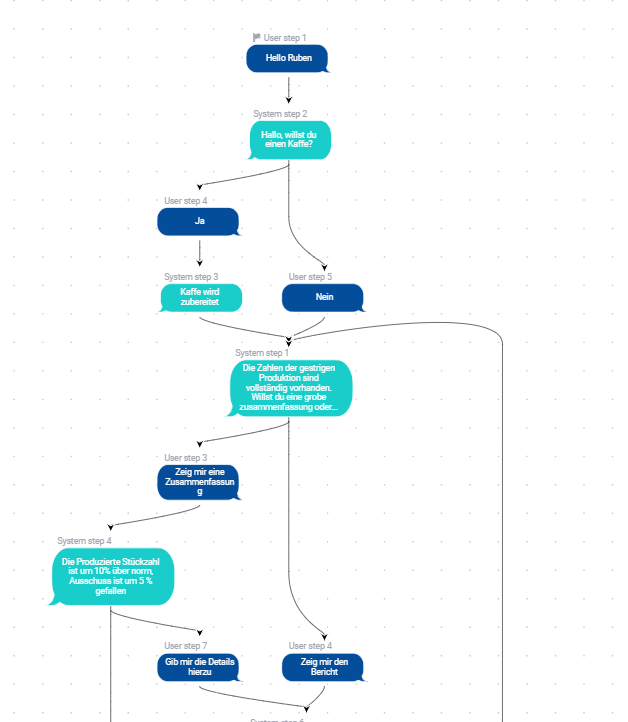 User step 1
Hello Ruben
System step 2
Hallo, willst du
einen Kaffe?
User step 4
Ja
System step 3
Kaffe wird
zubereitet
User step 5
Nein
System step 1
Die Zahlen der gestrigen
Produktion sind
vollständig vorhanden.
Willst du eine grobe
zusammenfassung oder...
User step 3
Zeig mir eine
Zusammenfassun
g
System step 4
Die Produzierte Stückzahl
ist um 10% über norm,
Ausschuss ist um 5 %
gefallen
User step 7
Gib mir die Details
hierzu
User step 4
Zeig mir den
Bericht
System step 6